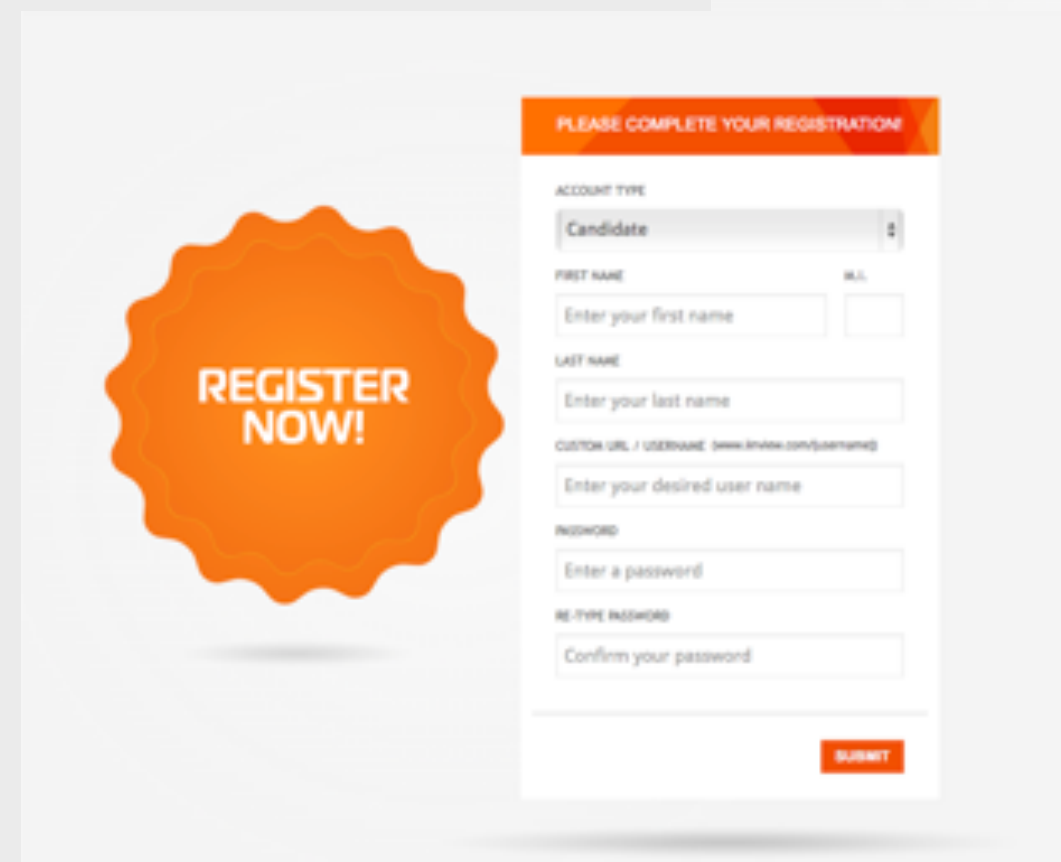 REGISTER
NOW!
PLEASE COMPLETE YOUR REGISTRATION!
ACCOUNT TYPE
Candidate
FIRST NAME M.I.
Enter your first name
LAST NAME
Enter your last name
CUSTOM URL / USERNAME
Enter your desired user name
PASSWORD
Enter a password
RE-TYPE PASSWORD
Confirm your password
SUBMIT